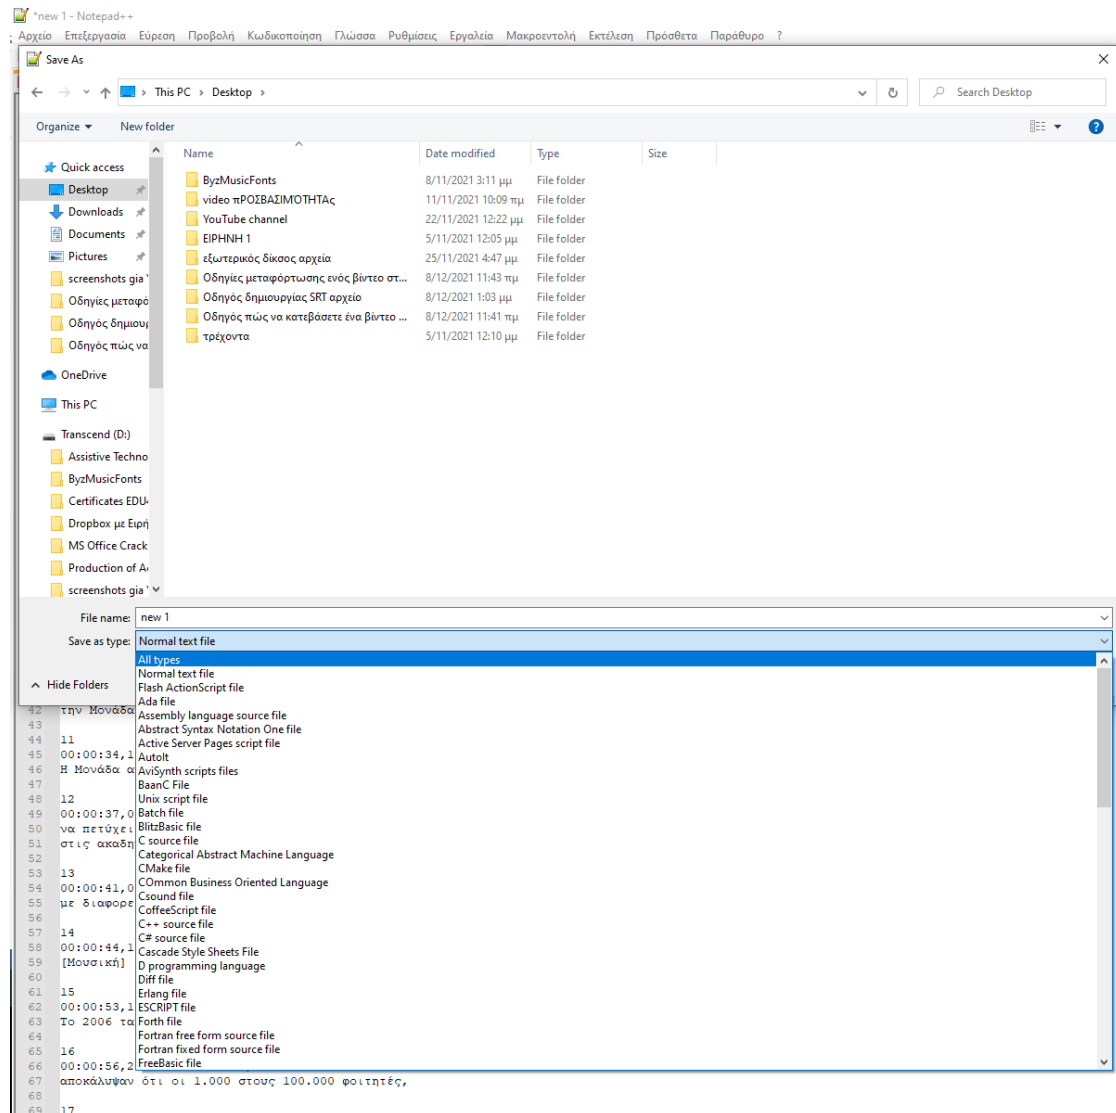 *new 1 - Notepad++
Αρχείο Επεξεργασία Εύρεση Προβολή Κωδικοποίηση Γλώσσα Ρυθμίσεις Εργαλεία Μακροεντολή Εκτέλεση Πρόσθετα Παράθυρο ?
Save As
This PC > Desktop >
Search Desktop
Organize
New folder
Name Date modified Type Size
Quick access
Desktop
Downloads
Documents
Pictures
screenshots gia
Οδηγίες μεταφό
Οδηγός δημιουρ
Οδηγός πώς να
OneDrive
This PC
Transcend (D:)
Assistive Techno
ByzMusicFonts
Certificates EDU
Dropbox με Ειρή
MS Office Crack
Production of A
screenshots gia
ByzMusicFonts 8/11/2021 3:11 μμ File folder
video πΡΟΣΒΑΣΙΜΌΤΗΤΑς 11/11/2021 10:09 πμ File folder
YouTube channel 22/11/2021 12:22 μμ File folder
ΕΙΡΗΝΗ 1 5/11/2021 12:05 μμ File folder
εξωτερικός δίκσος αρχεία 25/11/2021 4:47 μμ File folder
Οδηγίες μεταφόρτωσης ενός βίντεο στ... 8/12/2021 11:43 πμ File folder
Οδηγός δημιουργίας SRT αρχείο 8/12/2021 1:03 μμ File folder
Οδηγός πώς να κατεβάσετε ένα βίντεο ... 8/12/2021 11:41 πμ File folder
τρέχοντα 5/11/2021 12:10 μμ File folder
File name: new 1
Save as type: Normal text file
Hide Folders
All types
Normal text file
Flash ActionScript file
Ada file
Assembly language source file
Abstract Syntax Notation One file
Active Server Pages script file
AutoIt
AviSynth scripts files
BaanC File
Unix script file
Batch file
BlitzBasic file
C source file
Categorical Abstract Machine Language
CMake file
COmmon Business Oriented Language
Csound file
CoffeeScript file
C++ source file
C# source file
Cascade Style Sheets File
D programming language
Diff file
Erlang file
ESCRIPT file
Forth file
Fortran free form source file
Fortran fixed form source file
FreeBasic file
42 την Μονάδα
43
44 11
45 00:00:34,1
46 Η Μονάδα α
47
48 12
49 00:00:37,0
50 να πετύχει
51 στις ακαδη
52
53 13
54 00:00:41,0
55 με διαφορε
56
57 14
58 00:00:44,1
59 [Μουσική]
60
61 15
62 00:00:53,1
63 Το 2006 τα
64
65 16
66 00:00:56,2
67 αποκάλυψαν ότι οι 1.000 στους 100.000 φοιτητές,
68
69 17